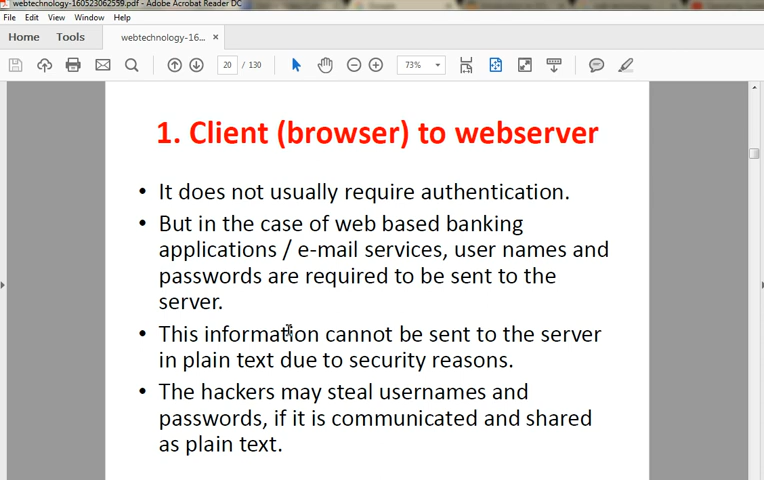 webtechnology-160523062559.pdf - Adobe Acrobat Reader DC
File Edit View Window Help
Home Tools webtechnology-16... ×
20 / 130 73%
1. Client (browser) to webserver
• It does not usually require authentication.
• But in the case of web based banking
applications / e-mail services, user names and
passwords are required to be sent to the
server.
• This information cannot be sent to the server
in plain text due to security reasons.
• The hackers may steal usernames and
passwords, if it is communicated and shared
as plain text.